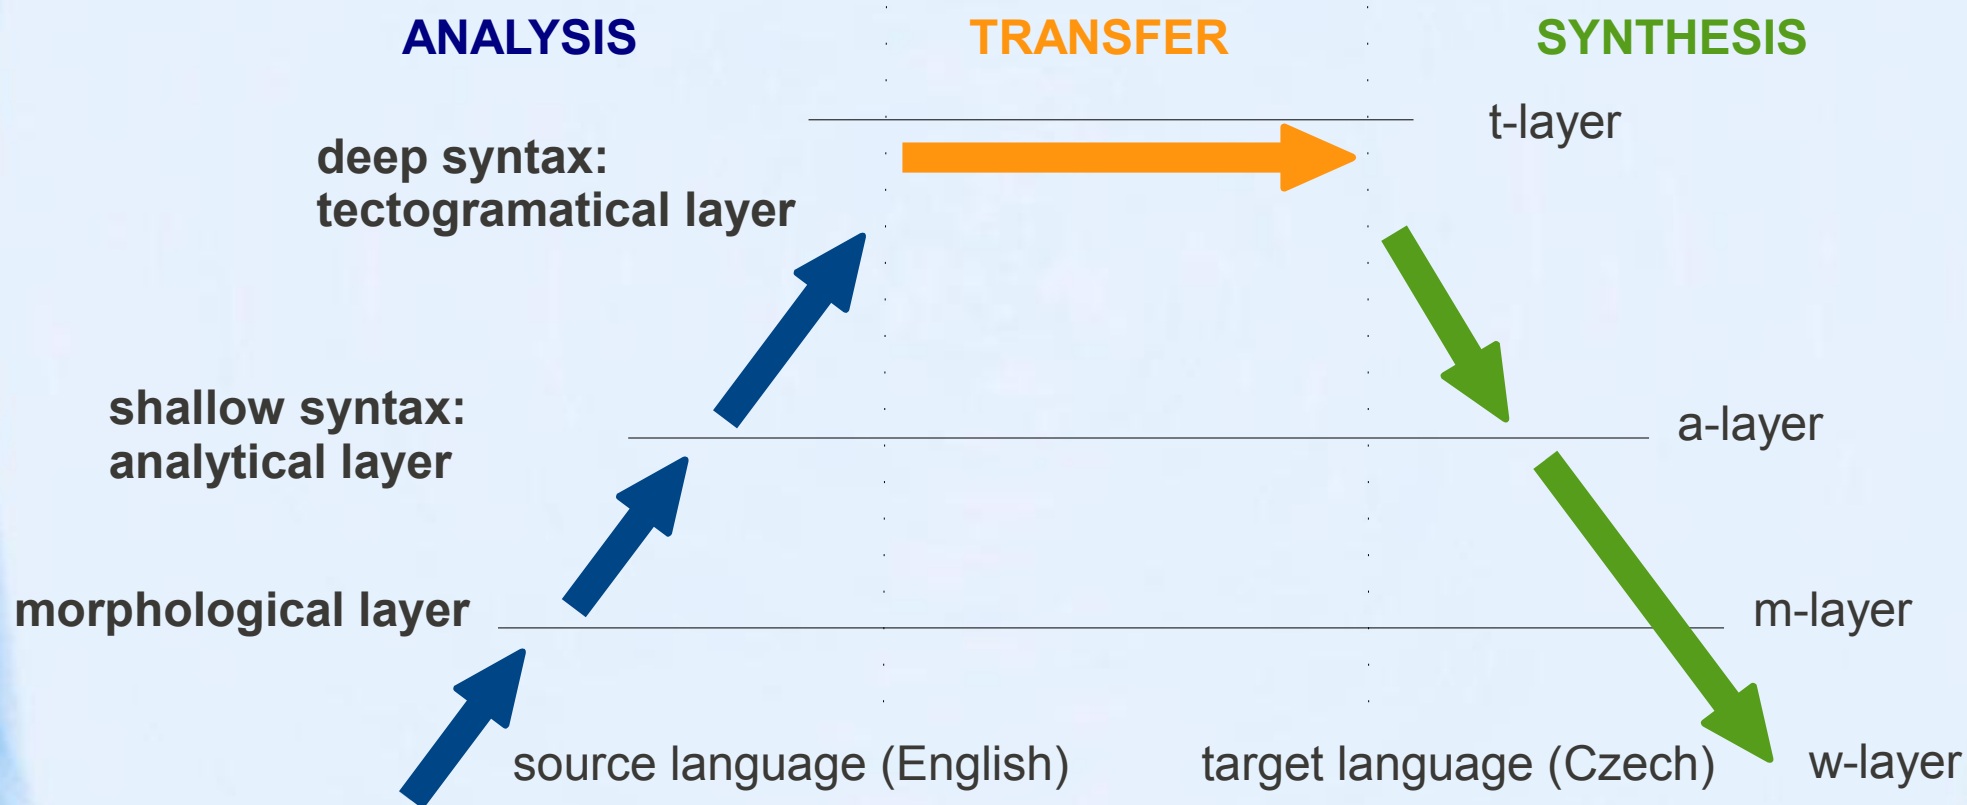 ANALYSIS
TRANSFER
SYNTHESIS
t-layer
deep syntax:
tectogramatical layer
shallow syntax:
analytical layer
a-layer
morphological layer
m-layer
source language (English)
target language (Czech)
w-layer